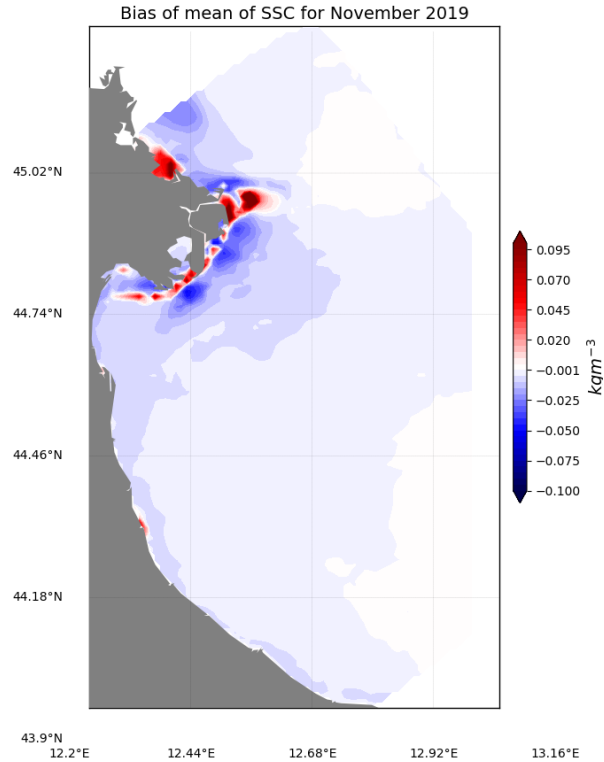 Bias of mean of SSC for November 2019
45.02°N
44.74°N
44.46°N
44.18°N
43.9°N
12.2°E
12.44°E
12.68°E
12.92°E
13.16°E
0.095
0.070
0.045
0.020
−0.001
−0.025
−0.050
−0.075
−0.100
kgm⁻³